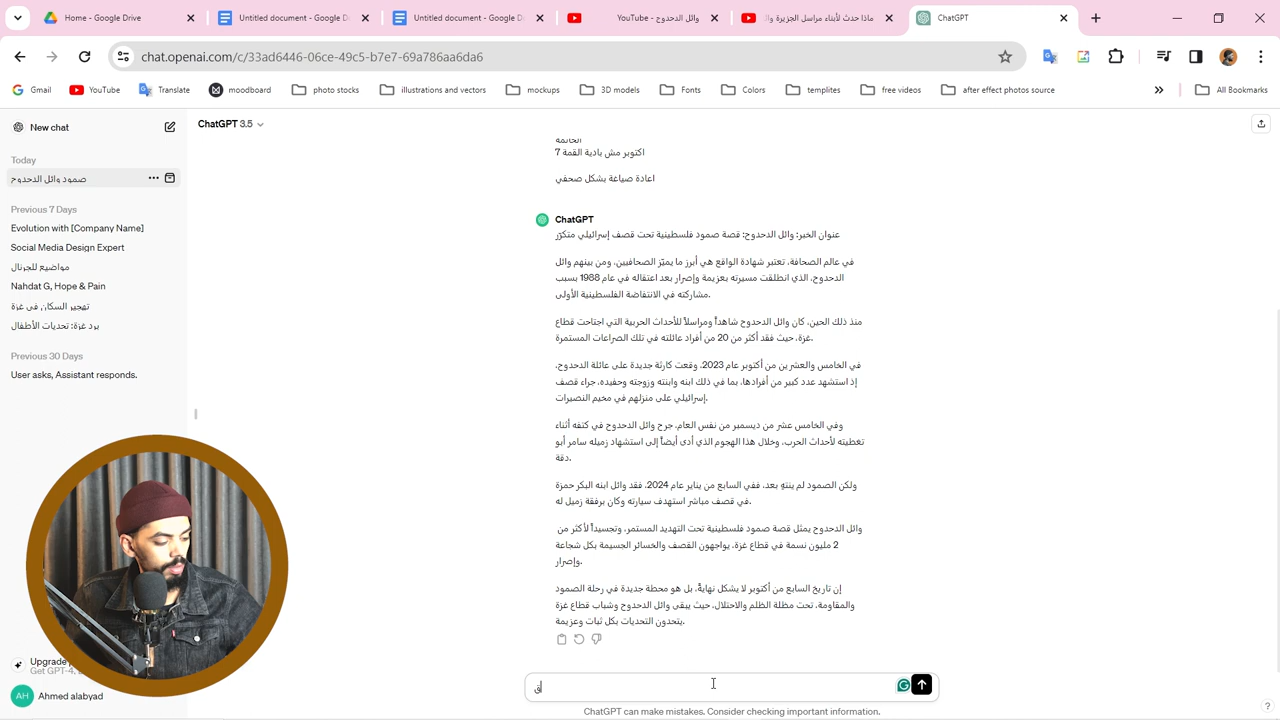 Home - Google Drive
Untitled document - Google D
Untitled document - Google D
وائل الدحدوح - YouTube
ماذا حدث لأبناء مراسل الجزيرة وال
ChatGPT
chat.openai.com/c/33ad6446-06ce-49c5-b7e7-69a786aa6da6
Gmail
YouTube
Translate
moodboard
photo stocks
illustrations and vectors
mockups
3D models
Fonts
Colors
templites
free videos
after effect photos source
All Bookmarks
New chat
Today
صمود وائل الدحدوح
Previous 7 Days
Evolution with [Company Name]
Social Media Design Expert
مواضيع للجرنال
Nahdat G, Hope & Pain
تهجير السكان في غزة
برد غزة: تحديات الأطفال
Previous 30 Days
User asks, Assistant responds.
Upgrade
Get GPT-4,
AH
Ahmed alabyad
ChatGPT 3.5
الخاتمة
7 اكتوبر مش بادية القمة
اعادة صياغة بشكل صحفي
ChatGPT
عنوان الخبر: وائل الدحدوح: قصة صمود فلسطينية تحت قصف إسرائيلي متكرّر
في عالم الصحافة، تعتبر شهادة الواقع هي أبرز ما يميّز الصحافيين، ومن بينهم وائل
الدحدوح، الذي انطلقت مسيرته بعزيمة وإصرار بعد اعتقاله في عام 1988 بسبب
مشاركته في الانتفاضة الفلسطينية الأولى.
منذ ذلك الحين، كان وائل الدحدوح شاهداً ومراسلاً للأحداث الحربية التي اجتاحت قطاع
غزة، حيث فقد أكثر من 20 من أفراد عائلته في تلك الصراعات المستمرة.
في الخامس والعشرين من أكتوبر عام 2023، وقعت كارثة جديدة على عائلة الدحدوح،
إذ استشهد عدد كبير من أفرادها، بما في ذلك ابنه وابنته وزوجته وحفيده، جراء قصف
إسرائيلي على منزلهم في مخيم النصيرات.
وفي الخامس عشر من ديسمبر من نفس العام، جرح وائل الدحدوح في كتفه أثناء
تغطيته لأحداث الحرب، وخلال هذا الهجوم الذي أدى أيضاً إلى استشهاد زميله سامر أبو
دقة.
ولكن الصمود لم ينتهِ بعد، ففي السابع من يناير عام 2024، فقد وائل ابنه البكر حمزة
في قصف مباشر استهدف سيارته وكان برفقة زميل له.
وائل الدحدوح يمثل قصة صمود فلسطينية تحت التهديد المستمر، وتجسيداً لأكثر من
2 مليون نسمة في قطاع غزة، يواجهون القصف والخسائر الجسيمة بكل شجاعة
وإصرار.
إن تاريخ السابع من أكتوبر لا يشكل نهايةً، بل هو محطة جديدة في رحلة الصمود
والمقاومة، تحت مظلة الظلم والاحتلال، حيث يبقى وائل الدحدوح وشباب قطاع غزة
يتحدون التحديات بكل ثبات وعزيمة.
ChatGPT can make mistakes. Consider checking important information.